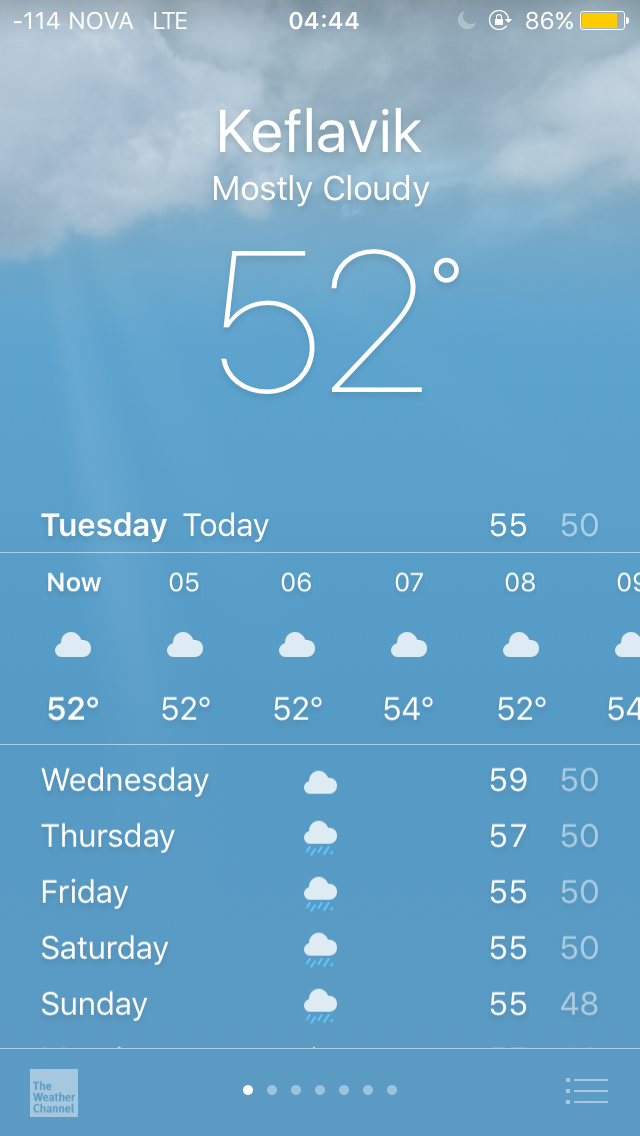 -114 NOVA LTE 04:44 86%
Keflavik
Mostly Cloudy
52°
Tuesday Today 55 50
Now 05 06 07 08 09
52° 52° 52° 54° 52° 54
Wednesday 59 50
Thursday 57 50
Friday 55 50
Saturday 55 50
Sunday 55 48
The
Weather
Channel